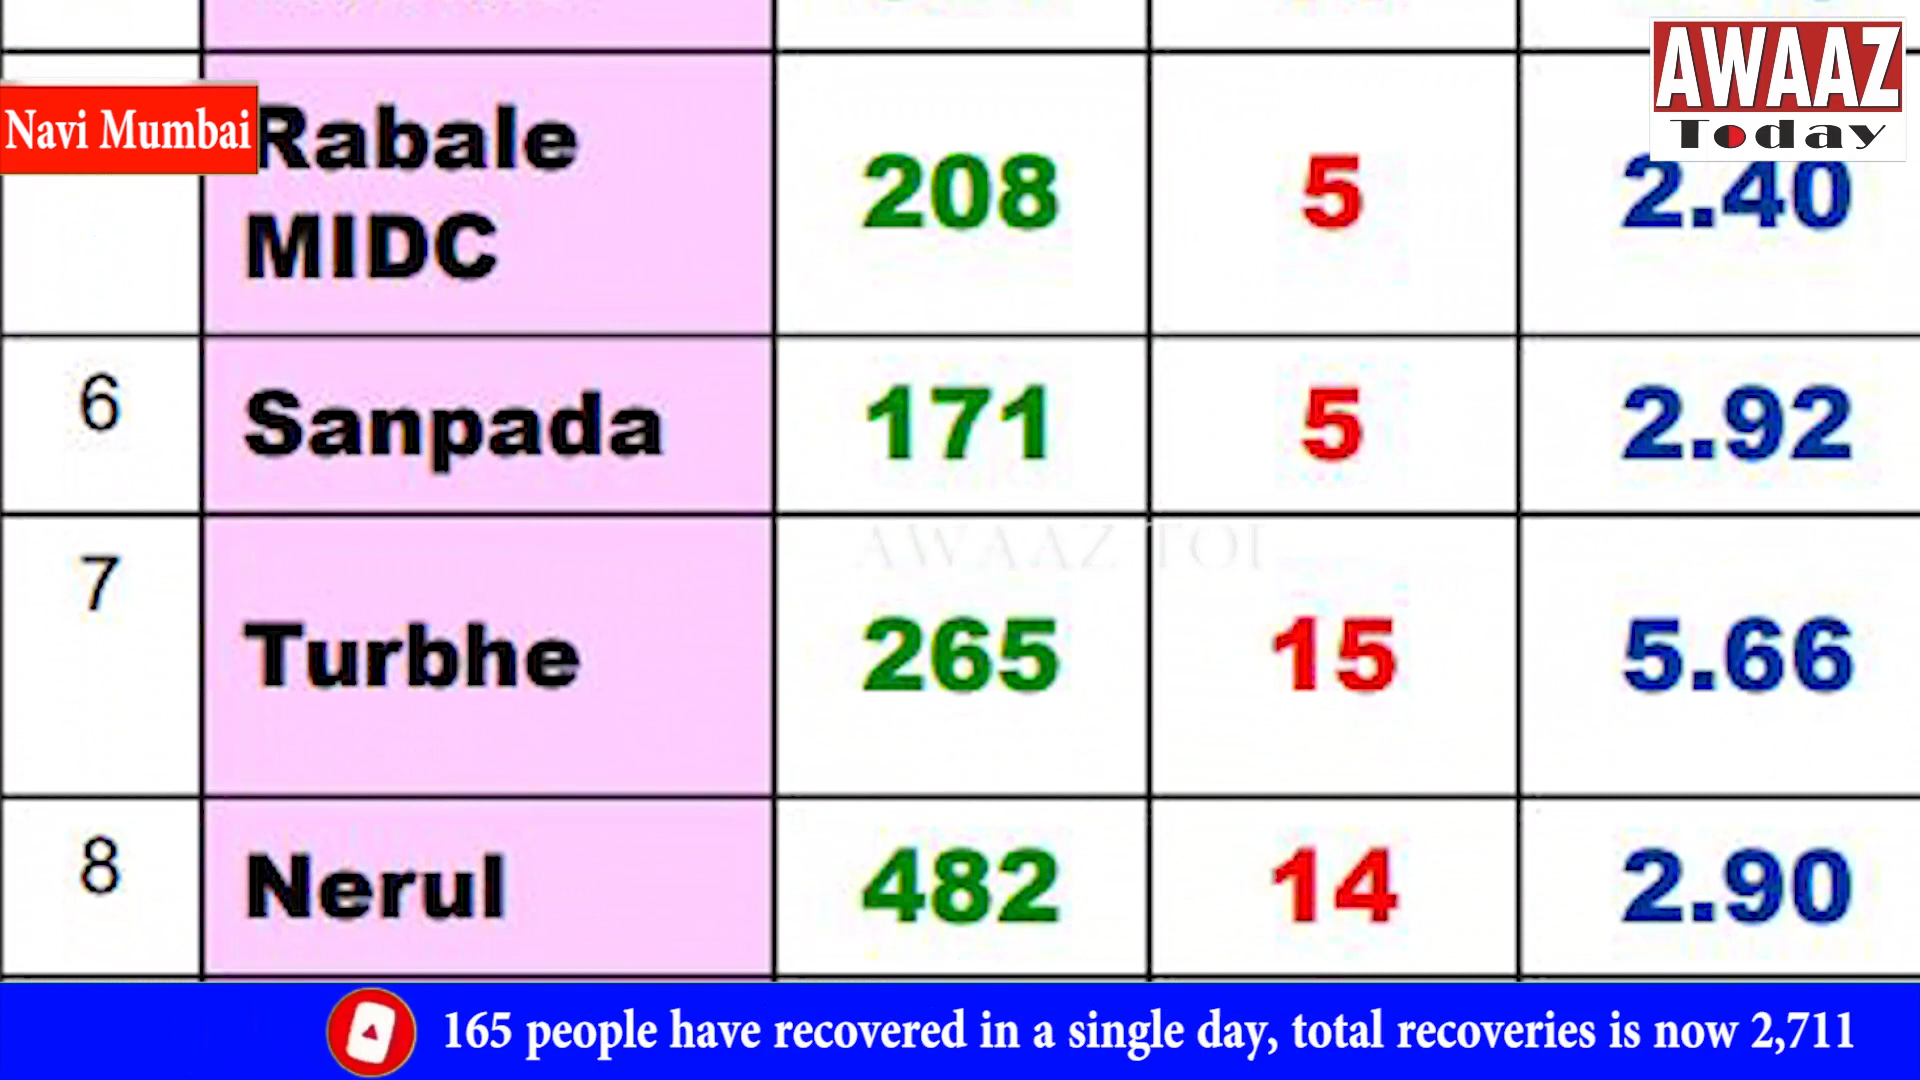 AWAAZ
Today
Navi Mumbai
Rabale
MIDC
208 5 2.40
6 Sanpada 171 5 2.92
AWAAZ TO
7 Turbhe 265 15 5.66
8 Nerul 482 14 2.90
165 people have recovered in a single day, total recoveries is now 2,711